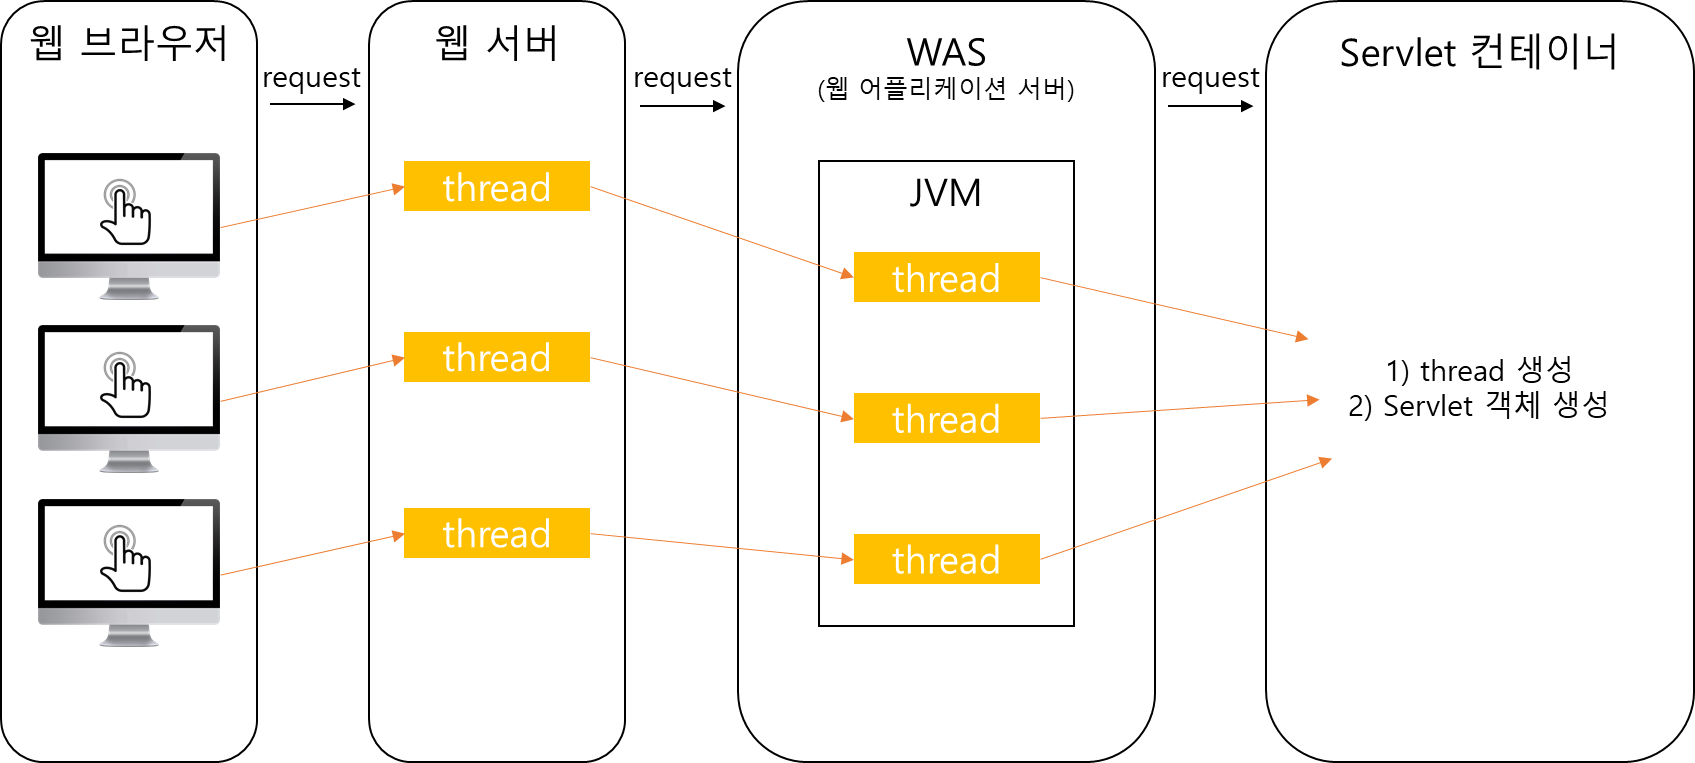 웹 브라우저
request
웹 서버
request
WAS
(웹 어플리케이션 서버)
request
Servlet 컨테이너
thread
thread
thread
JVM
thread
thread
thread
1) thread 생성
2) Servlet 객체 생성